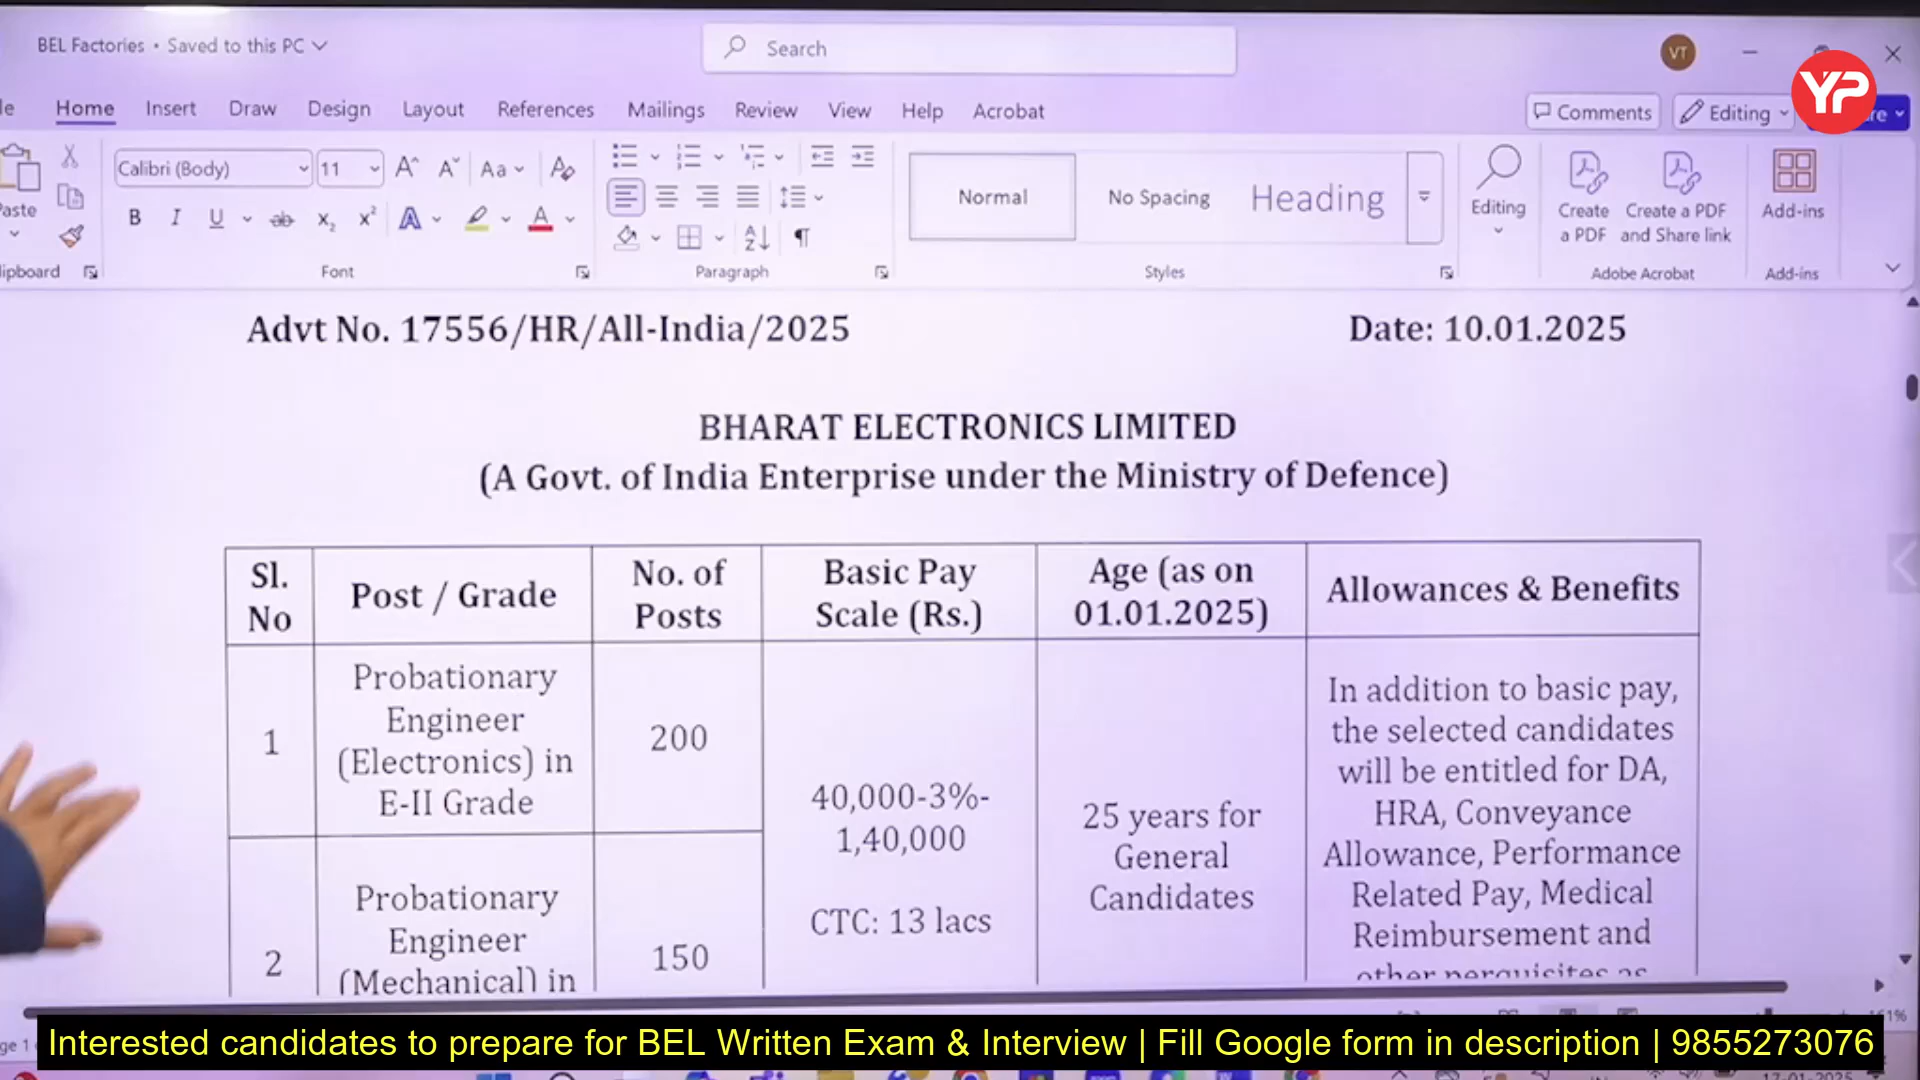 BEL Factories • Saved to this PC
Search
VT
YP
Home Insert Draw Design Layout References Mailings Review View Help Acrobat
Comments Editing
Calibri (Body) 11
Normal No Spacing Heading
Editing
Create a PDF
Create a PDF and Share link
Add-ins
Font Paragraph Styles Adobe Acrobat Add-ins
Advt No. 17556/HR/All-India/2025 Date: 10.01.2025
BHARAT ELECTRONICS LIMITED
(A Govt. of India Enterprise under the Ministry of Defence)
Sl. No
Post / Grade
No. of Posts
Basic Pay Scale (Rs.)
Age (as on 01.01.2025)
Allowances & Benefits
1
Probationary
Engineer
(Electronics) in
E-II Grade
200
2
Probationary
Engineer
(Mechanical) in
150
40,000-3%-
1,40,000
CTC: 13 lacs
25 years for
General
Candidates
In addition to basic pay,
the selected candidates
will be entitled for DA,
HRA, Conveyance
Allowance, Performance
Related Pay, Medical
Reimbursement and
other perquisites as
Interested candidates to prepare for BEL Written Exam & Interview | Fill Google form in description | 9855273076